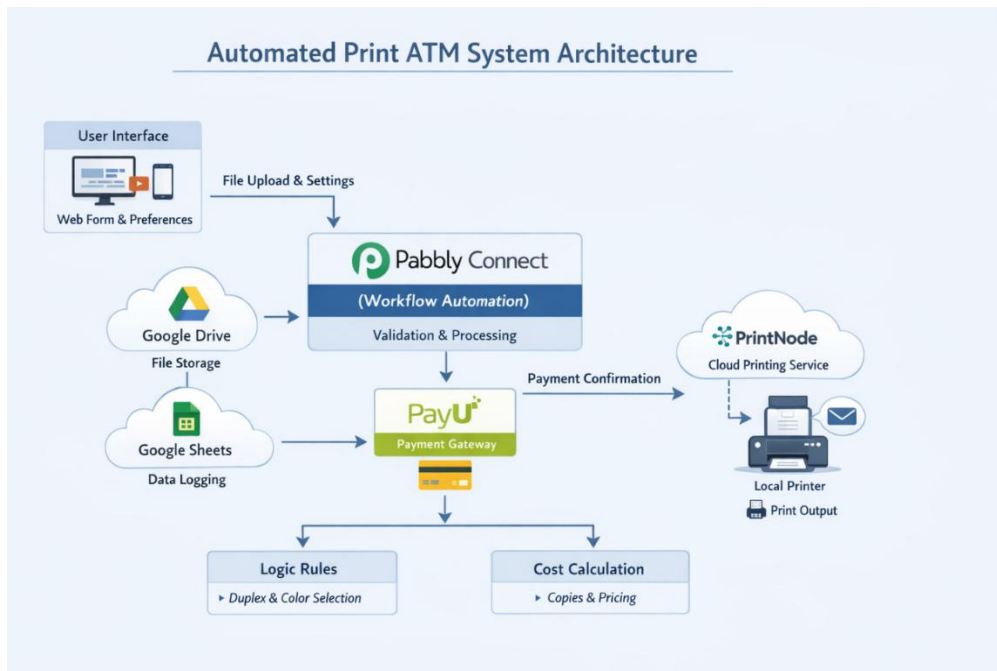 Automated Print ATM System Architecture
User Interface
Web Form & Preferences
File Upload & Settings
Pabbly Connect
(Workflow Automation)
Validation & Processing
Google Drive
File Storage
Google Sheets
Data Logging
PayU
Payment Gateway
Payment Confirmation
PrintNode
Cloud Printing Service
Local Printer
Print Output
Logic Rules
▸ Duplex & Color Selection
Cost Calculation
▸ Copies & Pricing